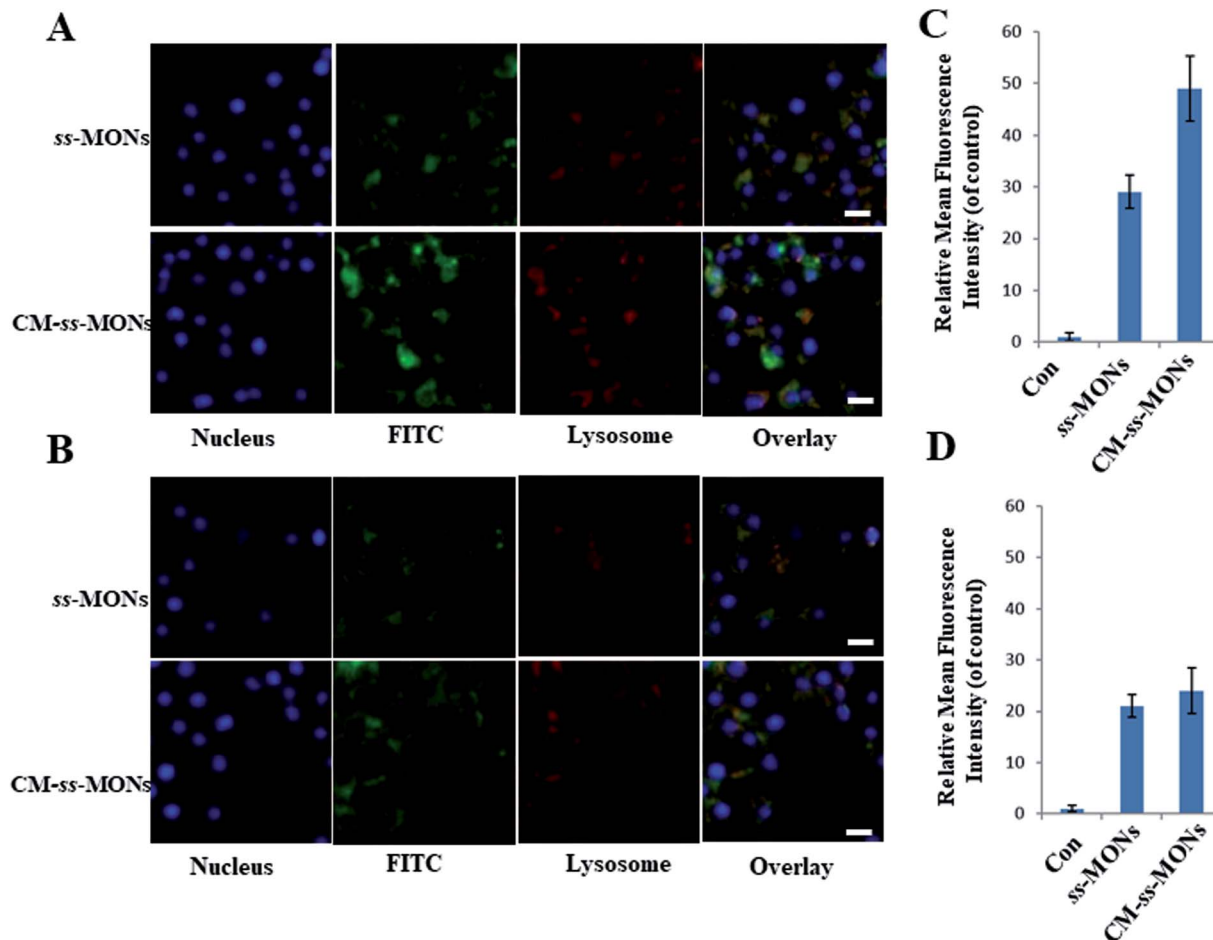 A
ss-MONs
CM-ss-MONs
Nucleus
FITC
Lysosome
Overlay
B
ss-MONs
CM-ss-MONs
Nucleus
FITC
Lysosome
Overlay
C
Relative Mean Fluorescence
Intensity (of control)
60
50
40
30
20
10
0
Con
ss-MONs
CM-ss-MONs
D
Relative Mean Fluorescence
Intensity (of control)
60
50
40
30
20
10
0
Con
ss-MONs
CM-ss-MONs